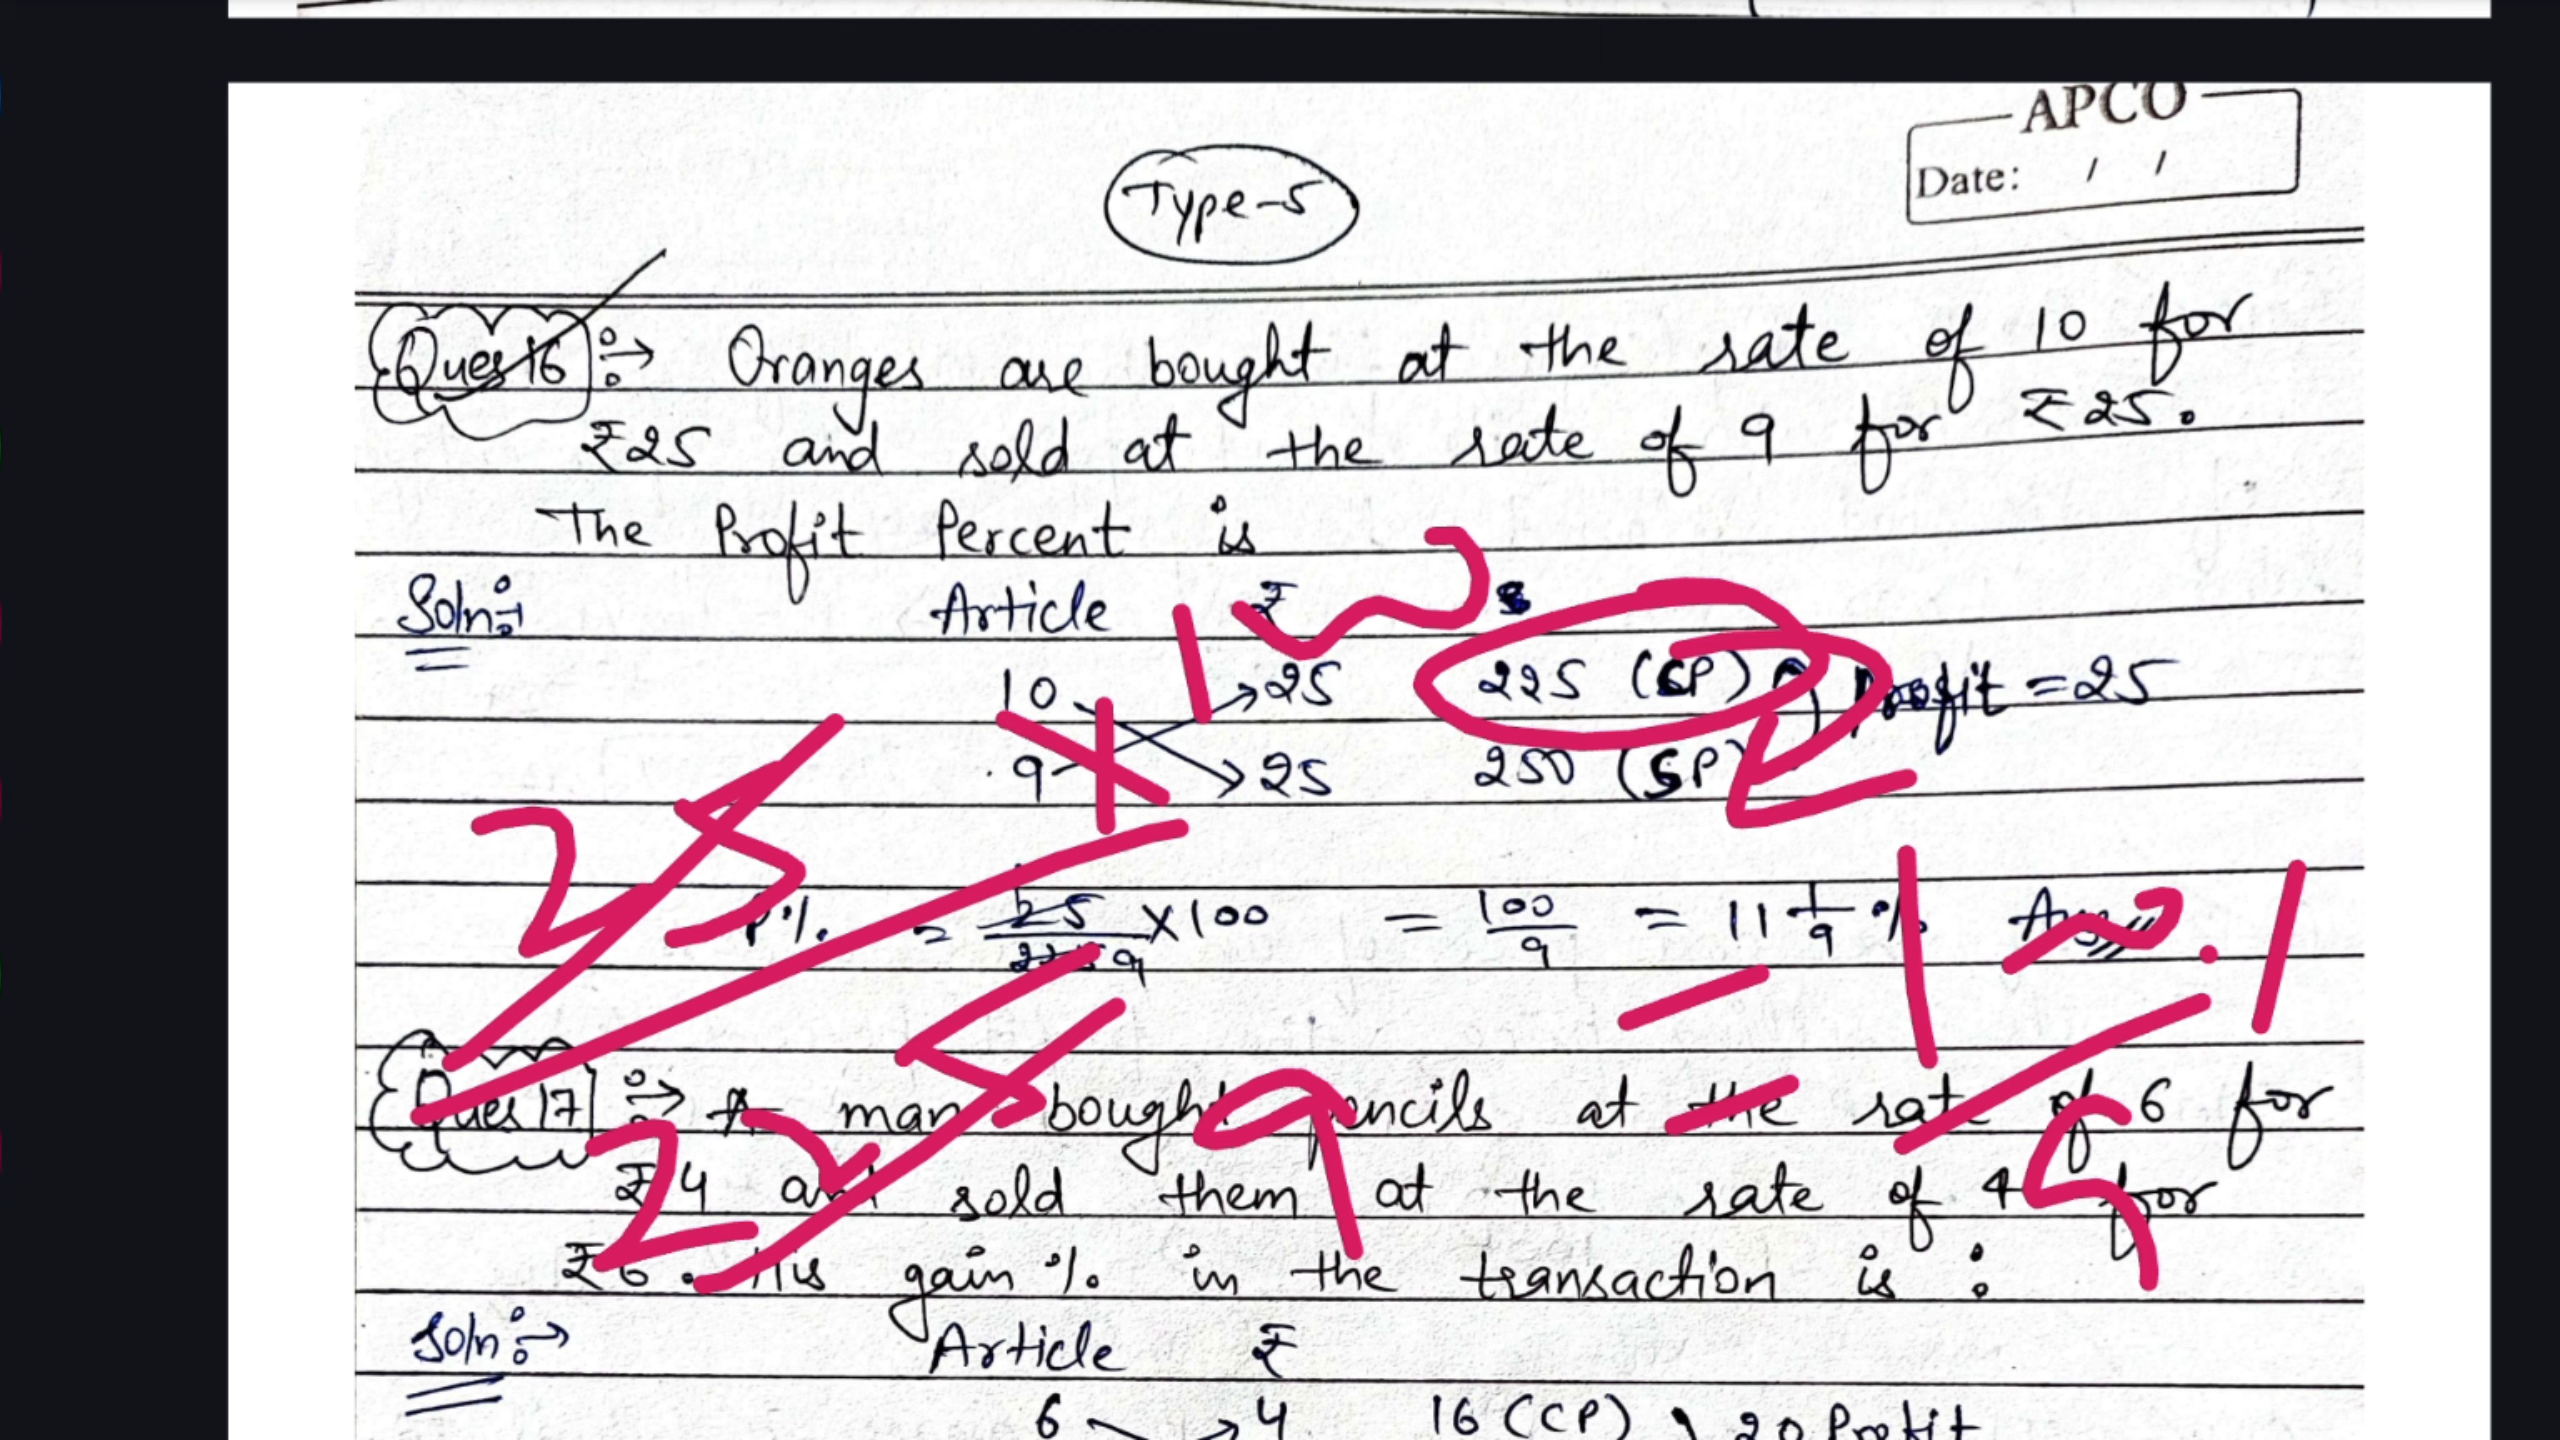 APCO
Date: / /
Type-5
Ques 16 :→ Oranges are bought at the rate of 10 for
₹25 and sold at the rate of 9 for ₹25.
The Profit Percent is
Soln:→ Article ₹
10 → 25 225 (CP) Profit = 25
9 → 25 250 (SP)
P% = 25/225 9 × 100 = 100/9 = 11 1/9 % Ans
Ques 17 :→ A man bought pencils at the rate of 6 for
₹4 and sold them at the rate of 4 for
₹6. His gain % in the transaction is :
Soln:→ Article ₹
6 → 4 16 (CP) 20 Profit